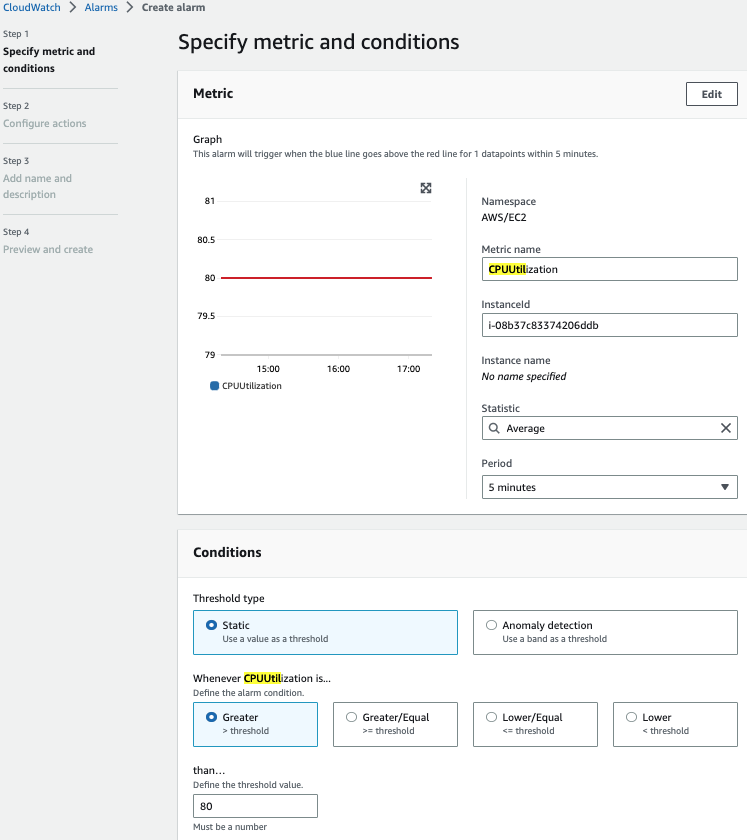 CloudWatch > Alarms > Create alarm
Step 1
Specify metric and
conditions
Step 2
Configure actions
Step 3
Add name and
description
Step 4
Preview and create
Specify metric and conditions
Metric
Edit
Graph
This alarm will trigger when the blue line goes above the red line for 1 datapoints within 5 minutes.
81
80.5
80
79.5
79
15:00 16:00 17:00
CPUUtilization
Namespace
AWS/EC2
Metric name
CPUUtilization
InstanceId
i-08b37c83374206ddb
Instance name
No name specified
Statistic
Average
Period
5 minutes
Conditions
Threshold type
Static
Use a value as a threshold
Anomaly detection
Use a band as a threshold
Whenever CPUUtilization is...
Define the alarm condition.
Greater
> threshold
Greater/Equal
>= threshold
Lower/Equal
<= threshold
Lower
< threshold
than...
Define the threshold value.
80
Must be a number